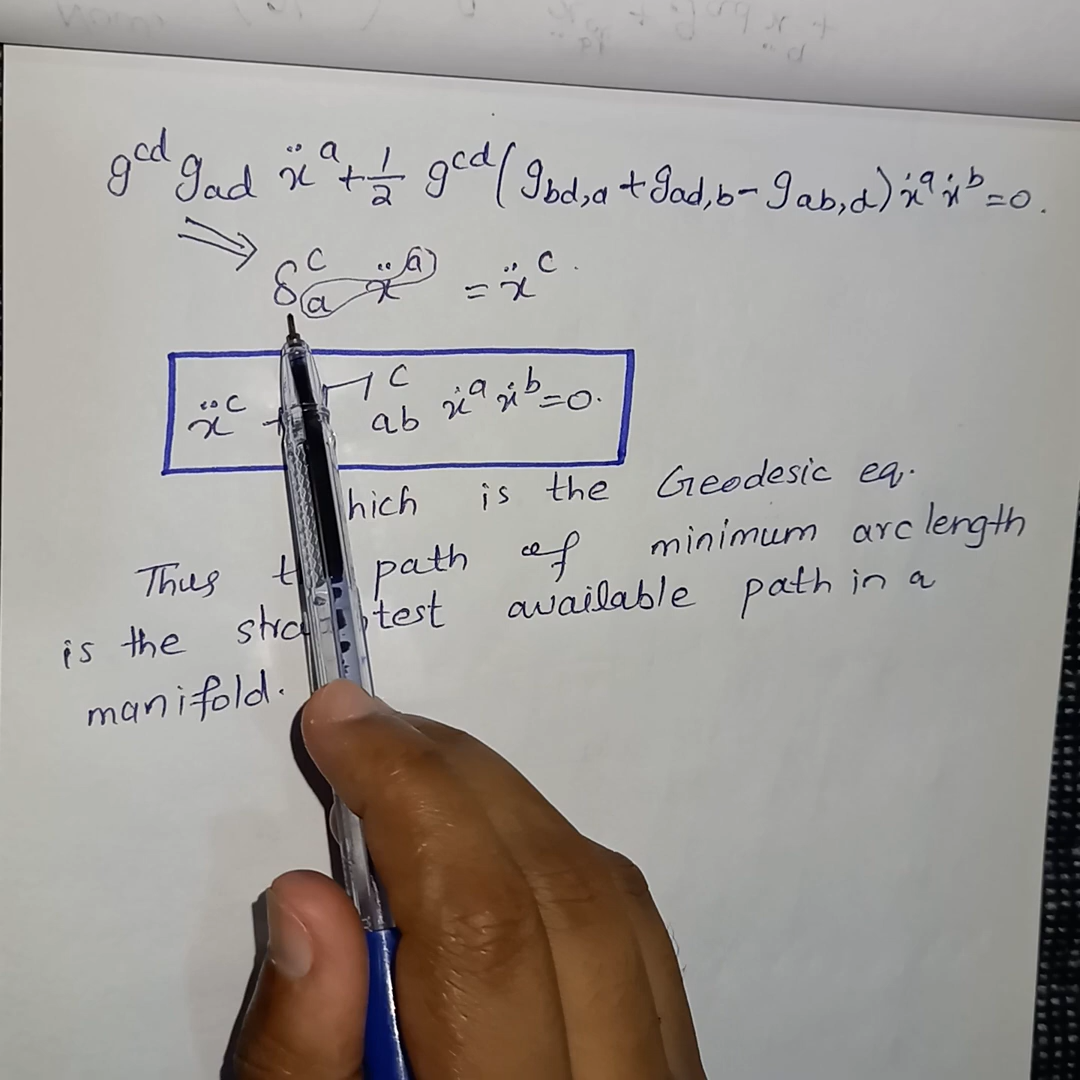 g^{cd} g_{ad} ẍ^a + 1/2 g^{cd} ( g_{bd,a} + g_{ad,b} - g_{ab,d} ) ẋ^a ẋ^b = 0.
⇒ δ^c_a ẍ^a = ẍ^c.
ẍ^c + Γ^c_{ab} ẋ^a ẋ^b = 0.
hich is the Geodesic eq.
Thus path of minimum arc length
is the available path in a
manifold.